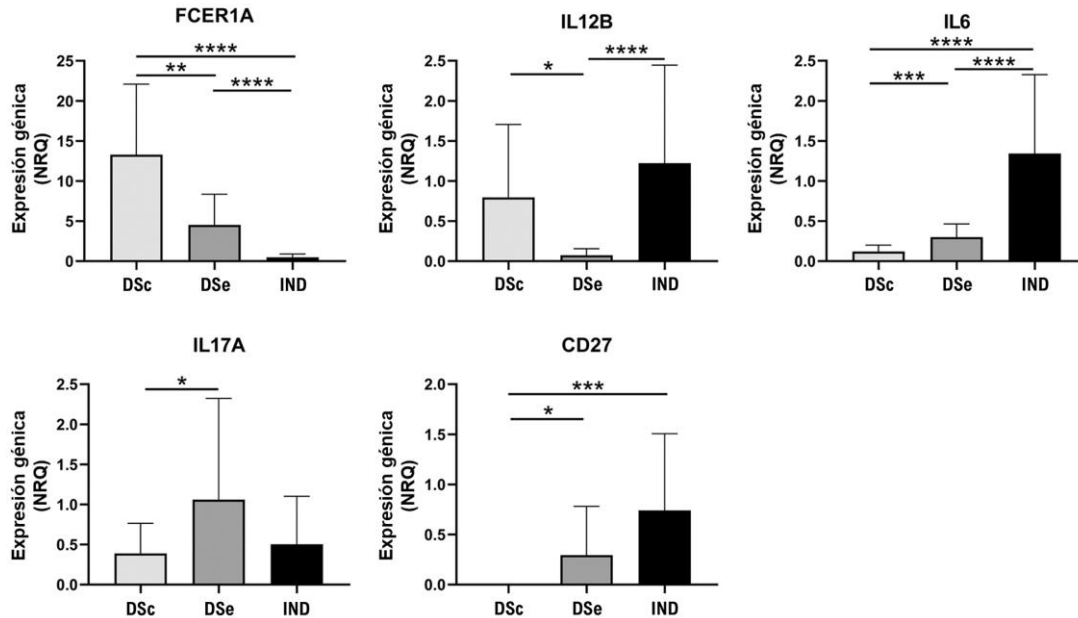 FCER1A
Expresión génica
(NRQ)
25
20
15
10
5
0
****
**
****
DSc DSe IND
IL12B
Expresión génica
(NRQ)
2.5
2.0
1.5
1.0
0.5
0.0
*
****
DSc DSe IND
IL6
Expresión génica
(NRQ)
2.5
2.0
1.5
1.0
0.5
0.0
****
***
****
DSc DSe IND
IL17A
Expresión génica
(NRQ)
2.5
2.0
1.5
1.0
0.5
0.0
*
DSc DSe IND
CD27
Expresión génica
(NRQ)
2.0
1.5
1.0
0.5
0.0
***
*
DSc DSe IND